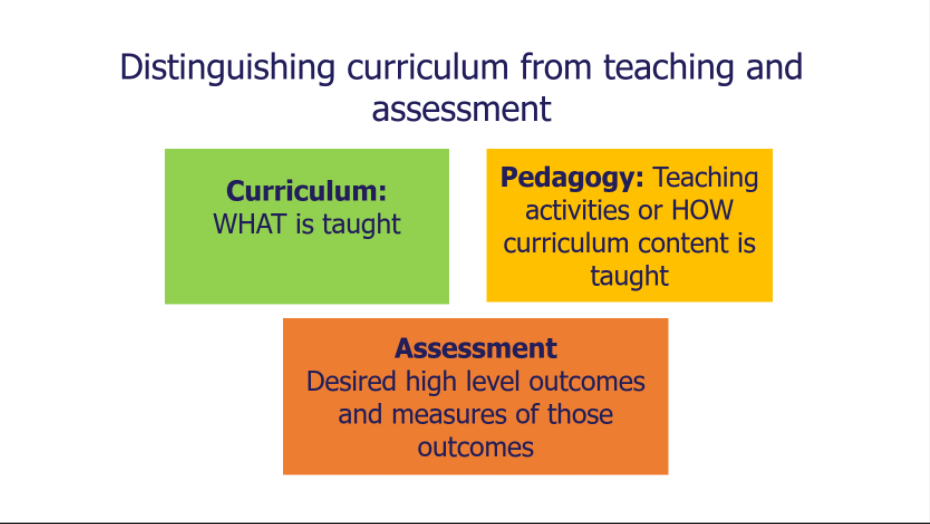 Distinguishing curriculum from teaching and
assessment
Curriculum:
WHAT is taught
Pedagogy: Teaching
activities or HOW
curriculum content is
taught
Assessment
Desired high level outcomes
and measures of those
outcomes